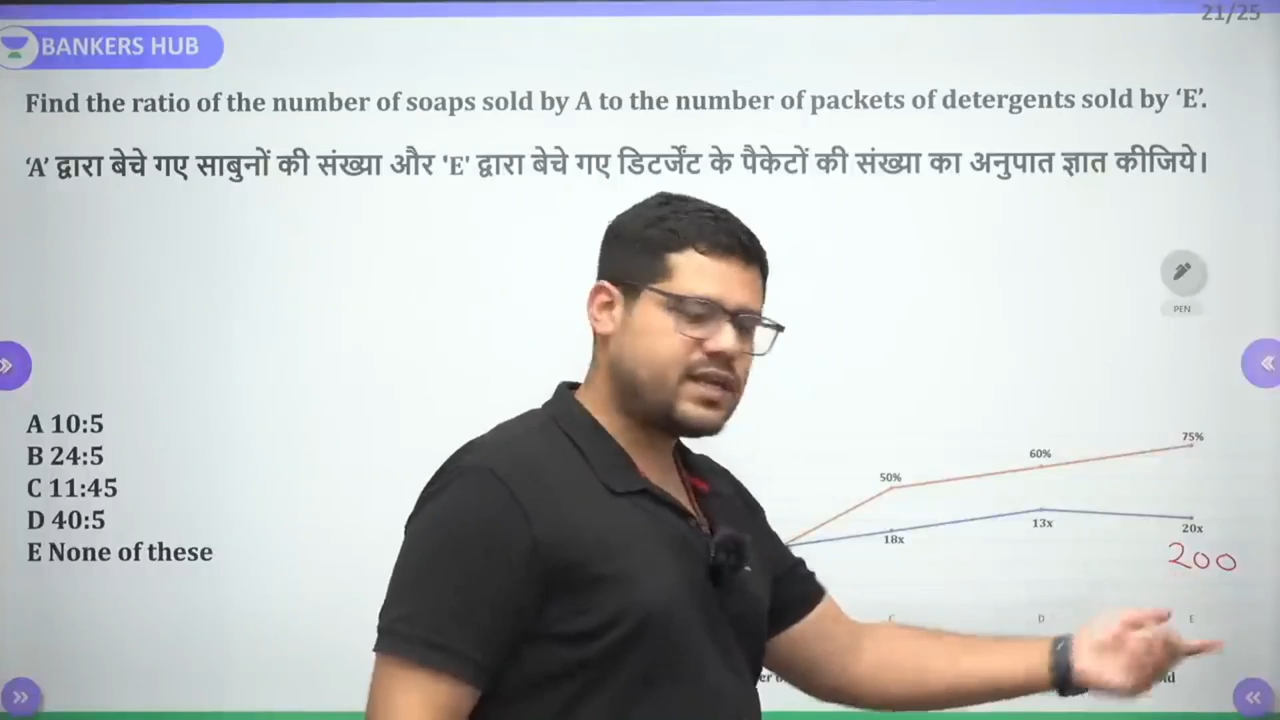 21/25
BANKERS HUB
Find the ratio of the number of soaps sold by A to the number of packets of detergents sold by ‘E’.
‘A’ द्वारा बेचे गए साबुनों की संख्या और 'E' द्वारा बेचे गए डिटर्जेंट के पैकेटों की संख्या का अनुपात ज्ञात कीजिये।
PEN
A 10:5
B 24:5
C 11:45
D 40:5
E None of these
75%
60%
50%
18x
13x
20x
200
D
E